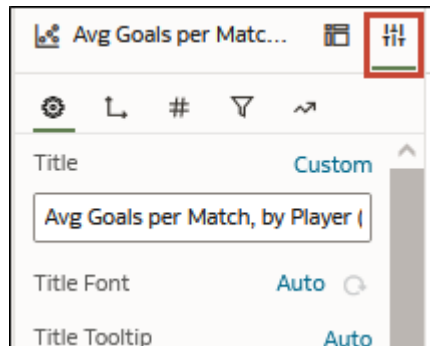 Avg Goals per Matc...
#
Title Custom
Avg Goals per Match, by Player (
Title Font Auto
Title Tooltip Auto